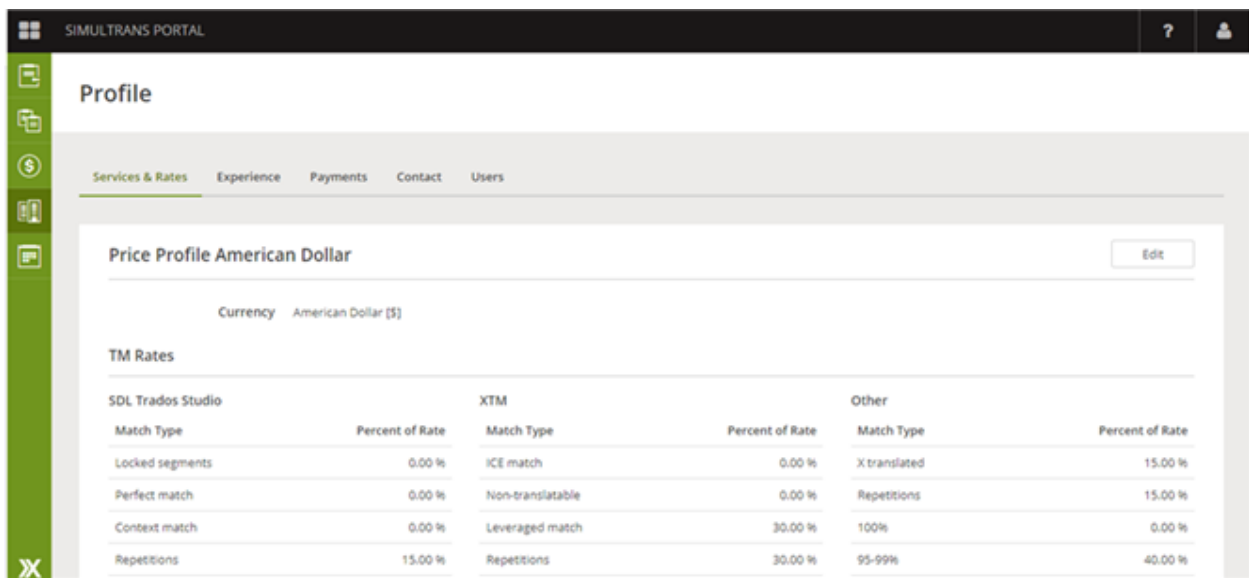 SIMULTRANS PORTAL ?
Profile
Services & Rates Experience Payments Contact Users
Price Profile American Dollar Edit
Currency American Dollar [$]
TM Rates
SDL Trados Studio XTM Other
Match Type Percent of Rate Match Type Percent of Rate Match Type Percent of Rate
Locked segments 0.00 % ICE match 0.00 % X translated 15.00 %
Perfect match 0.00 % Non-translatable 0.00 % Repetitions 15.00 %
Context match 0.00 % Leveraged match 30.00 % 100% 0.00 %
Repetitions 15.00 % Repetitions 30.00 % 95-99% 40.00 %